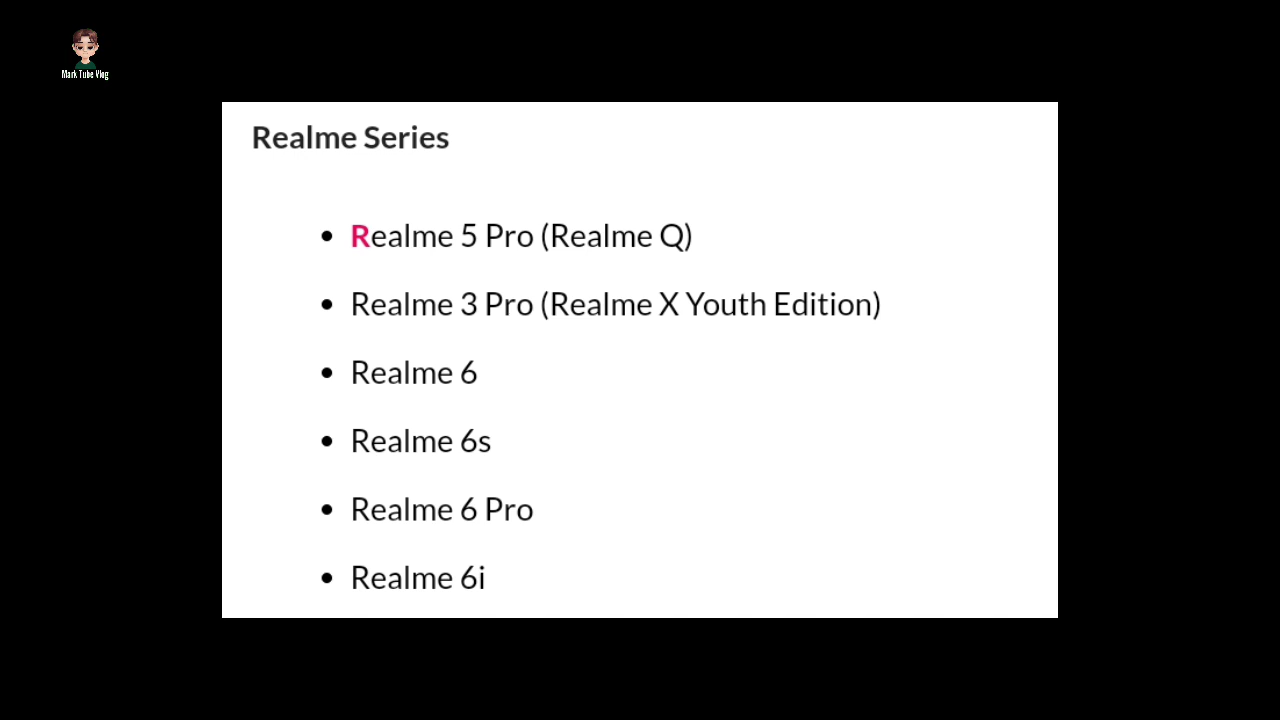 Mark Tube Vlog
Realme Series
Realme 5 Pro (Realme Q)
Realme 3 Pro (Realme X Youth Edition)
Realme 6
Realme 6s
Realme 6 Pro
Realme 6i